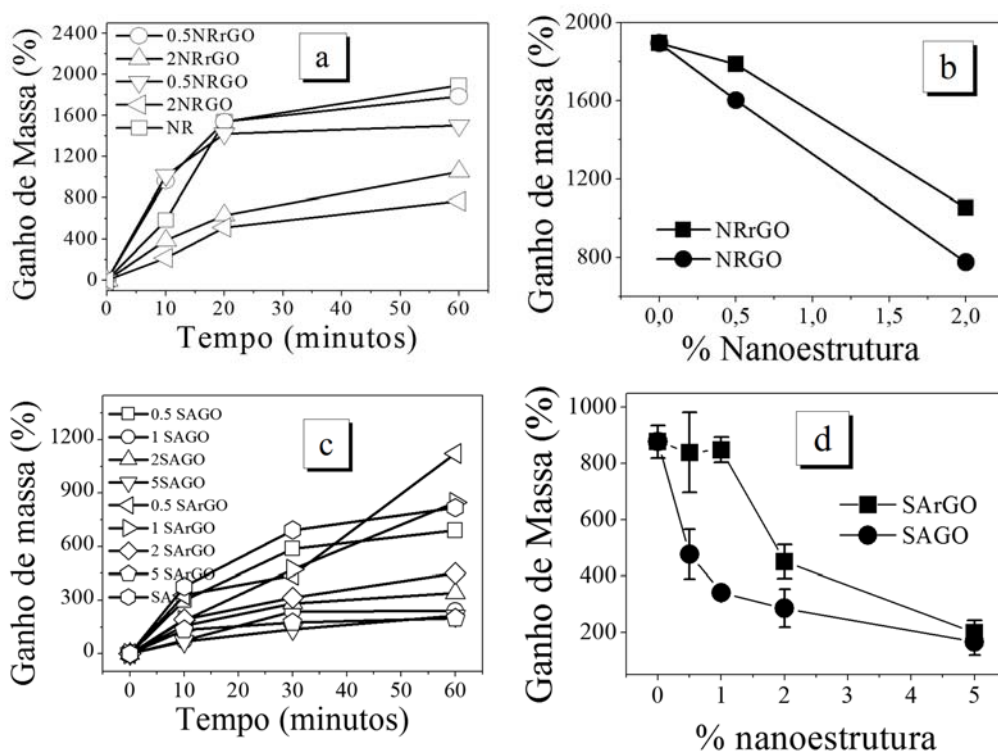 Ganho de Massa (%)
2400
2000
1600
1200
800
400
0
0.5NRrGO
2NRrGO
0.5NRGO
2NRGO
NR
a
0 10 20 30 40 50 60
Tempo (minutos)
Ganho de massa (%)
2000
1600
1200
800
b
NRrGO
NRGO
0,0 0,5 1,0 1,5 2,0
% Nanoestrutura
Ganho de massa (%)
1200
900
600
300
0
0.5 SAGO
1 SAGO
2SAGO
5SAGO
0.5 SArGO
1 SArGO
2 SArGO
5 SArGO
SA
c
0 10 20 30 40 50 60
Tempo (minutos)
Ganho de Massa (%)
1000
800
600
400
200
d
SArGO
SAGO
0 1 2 3 4 5
% nanoestrutura